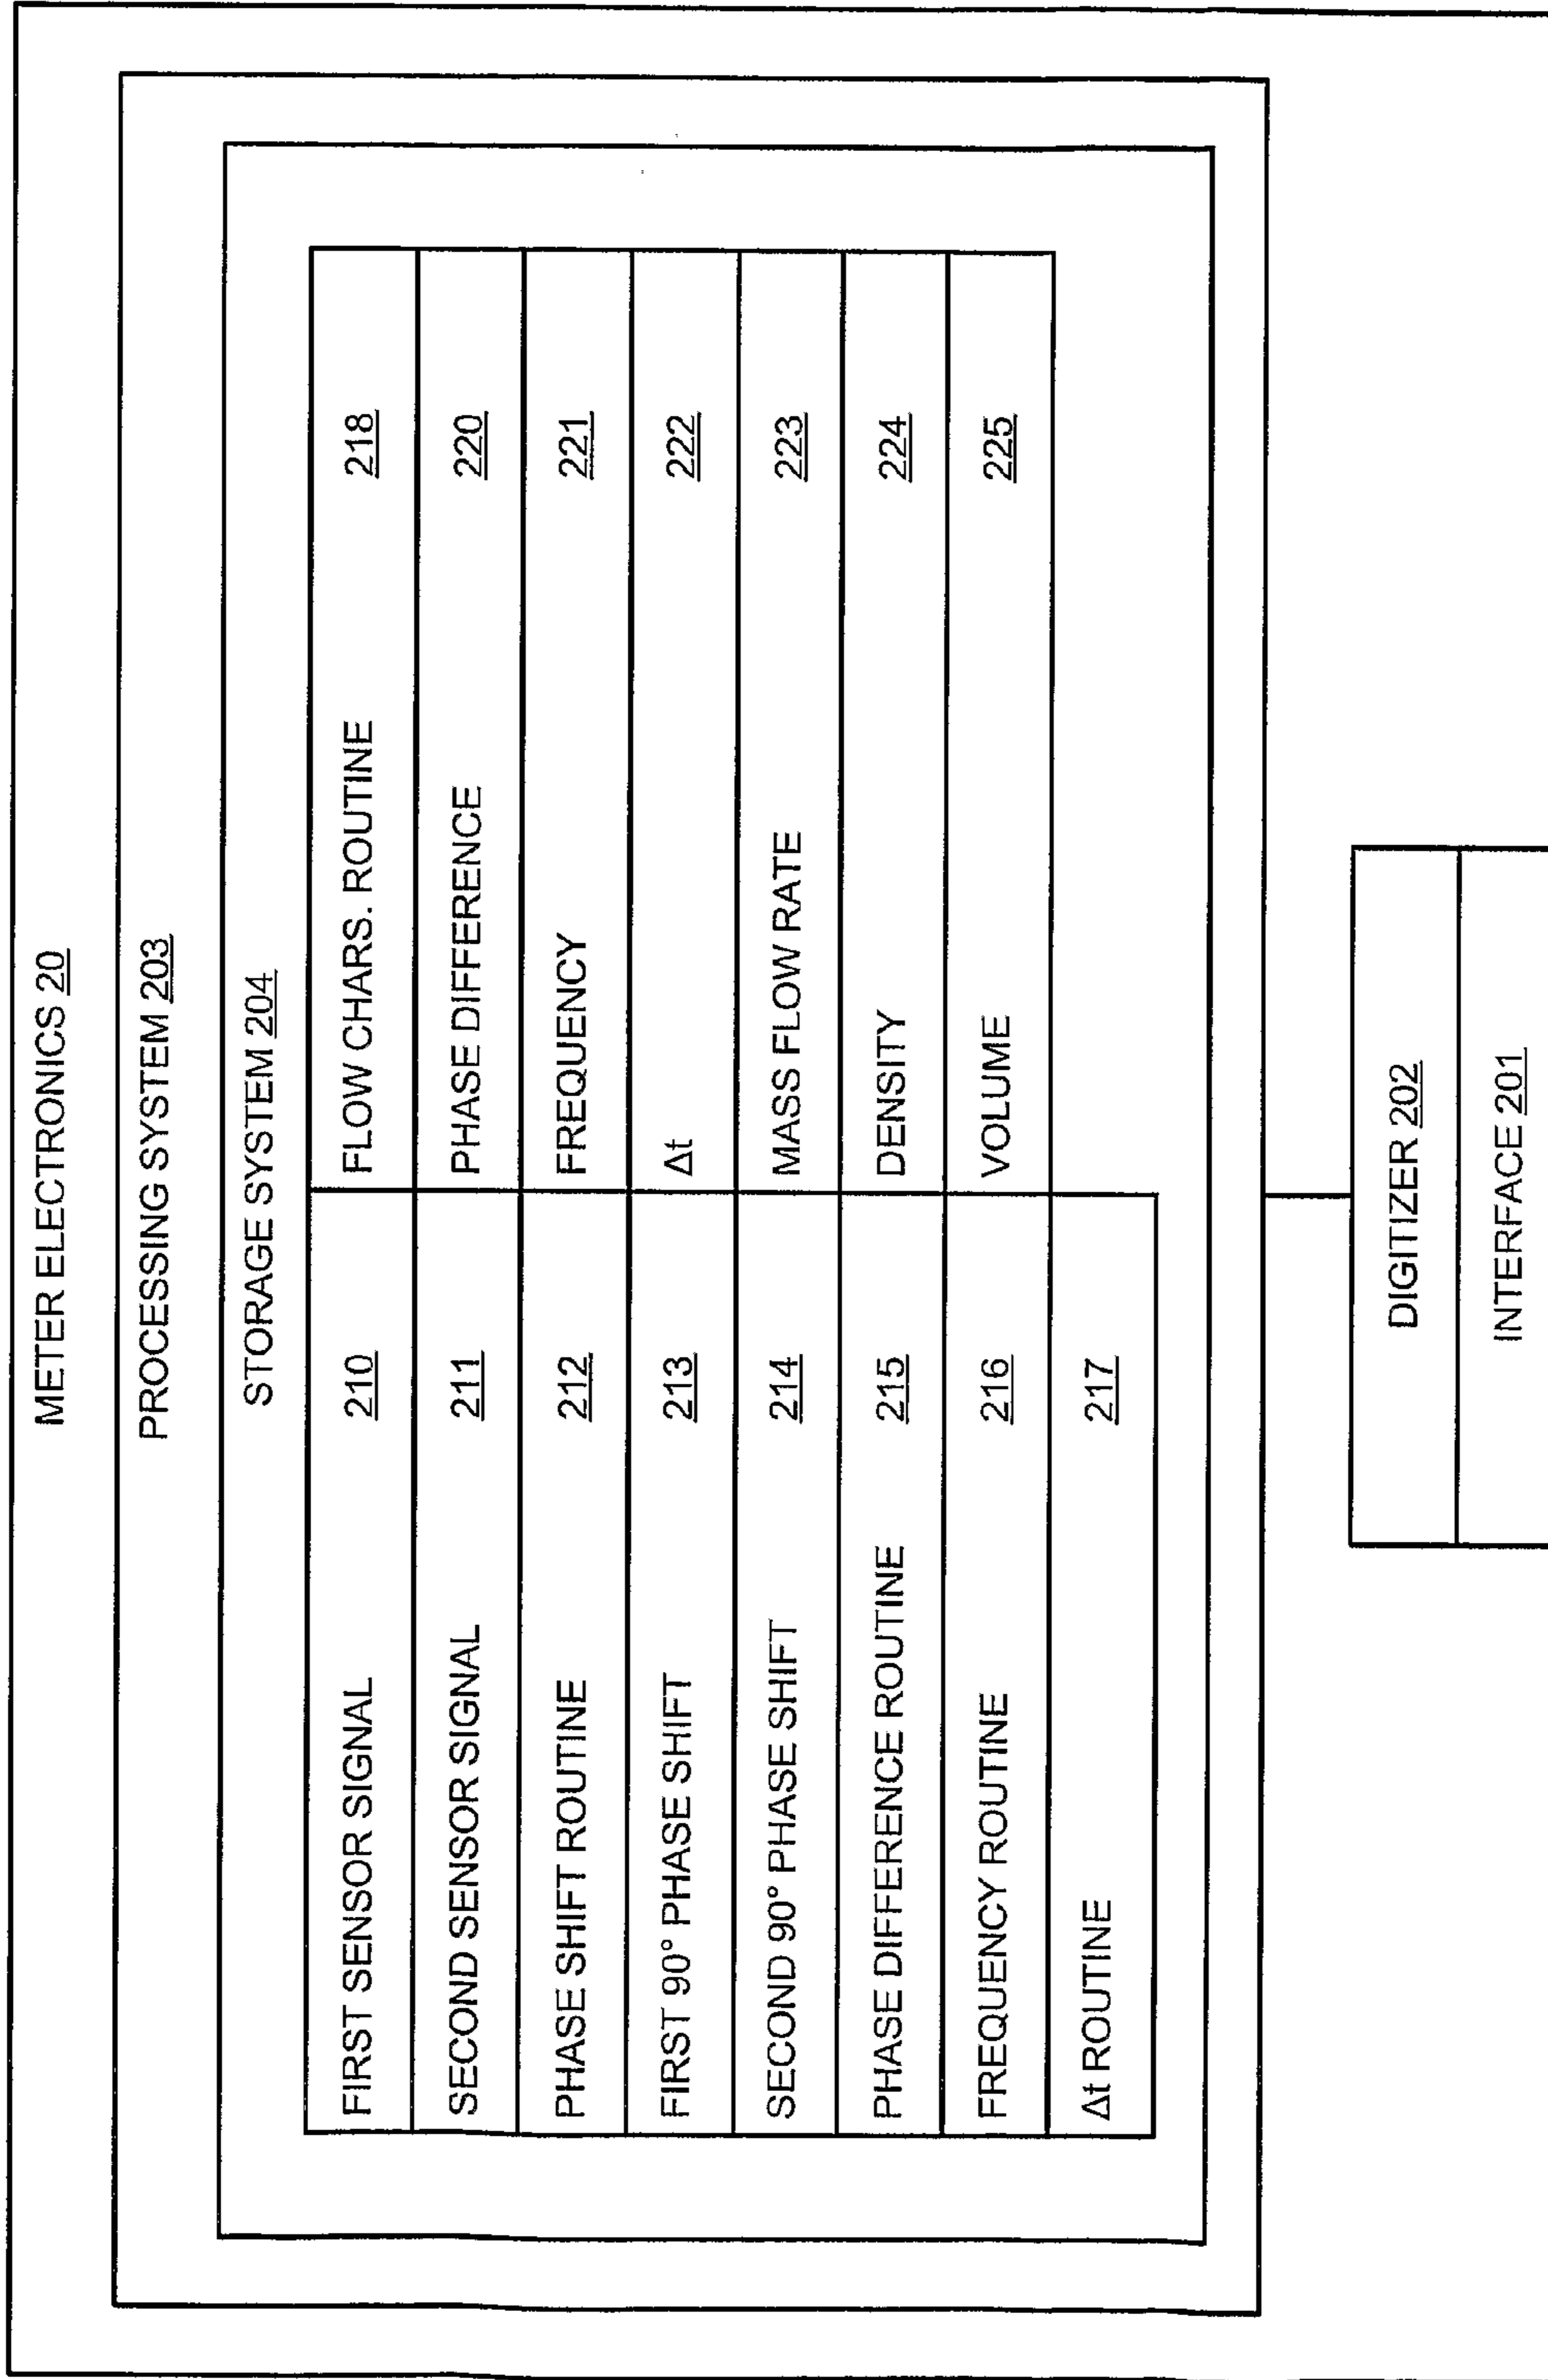 METER ELECTRONICS 20
PROCESSING SYSTEM 203
STORAGE SYSTEM 204
FIRST SENSOR SIGNAL 210
SECOND SENSOR SIGNAL 211
PHASE SHIFT ROUTINE 212
FIRST 90° PHASE SHIFT 213
SECOND 90° PHASE SHIFT 214
PHASE DIFFERENCE ROUTINE 215
FREQUENCY ROUTINE 216
Δt ROUTINE 217
FLOW CHARS. ROUTINE 218
PHASE DIFFERENCE 220
FREQUENCY 221
Δt 222
MASS FLOW RATE 223
DENSITY 224
VOLUME 225
DIGITIZER 202
INTERFACE 201